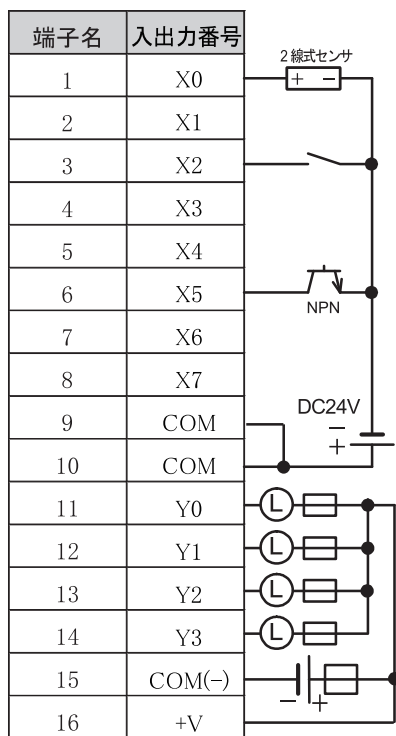 端子名 入出力番号
2線式センサ
1 X0 + −
2 X1
3 X2
4 X3
5 X4
6 X5
NPN
7 X6
8 X7
DC24V
9 COM −
+
10 COM
11 Y0 L
12 Y1 L
13 Y2 L
14 Y3 L
15 COM(-)
− +
16 +V